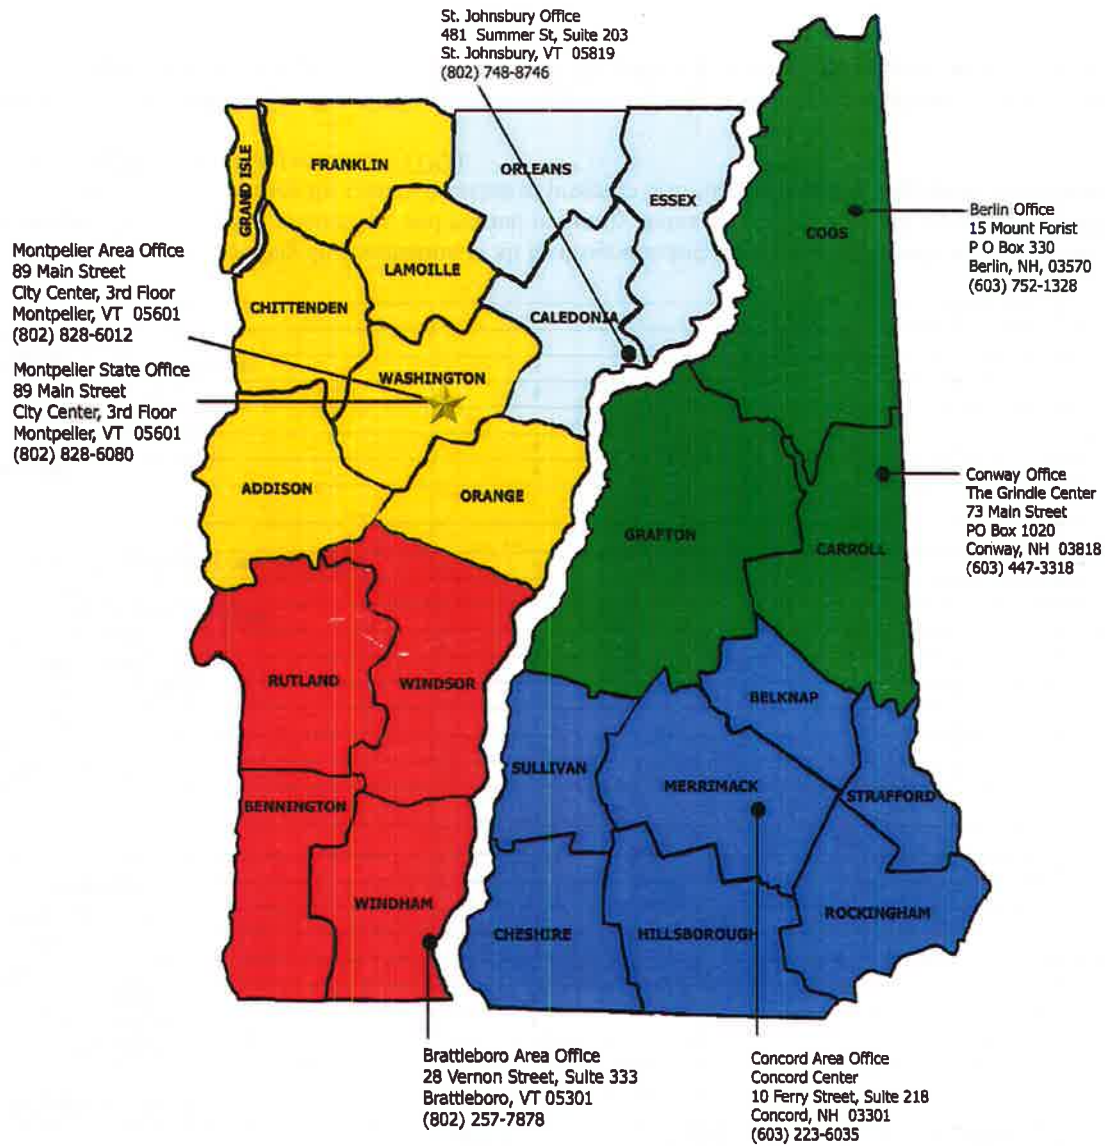 St. Johnsbury Office
481 Summer St, Suite 203
St. Johnsbury, VT 05819
(802) 748-8746
GRAND ISLE
FRANKLIN
ORLEANS
ESSEX
COOS
Berlin Office
15 Mount Forist
P O Box 330
Berlin, NH, 03570
(603) 752-1328
Montpelier Area Office
89 Main Street
City Center, 3rd Floor
Montpelier, VT 05601
(802) 828-6012
LAMOILLE
CHITTENDEN
CALEDONIA
Montpelier State Office
89 Main Street
City Center, 3rd Floor
Montpelier, VT 05601
(802) 828-6080
WASHINGTON
ADDISON
ORANGE
GRAFTON
CARROLL
Conway Office
The Grindle Center
73 Main Street
PO Box 1020
Conway, NH 03818
(603) 447-3318
RUTLAND
WINDSOR
BELKNAP
SULLIVAN
MERRIMACK
STRAFFORD
BENNINGTON
WINDHAM
CHESHIRE
HILLSBOROUGH
ROCKINGHAM
Brattleboro Area Office
28 Vernon Street, Suite 333
Brattleboro, VT 05301
(802) 257-7878
Concord Area Office
Concord Center
10 Ferry Street, Suite 218
Concord, NH 03301
(603) 223-6035